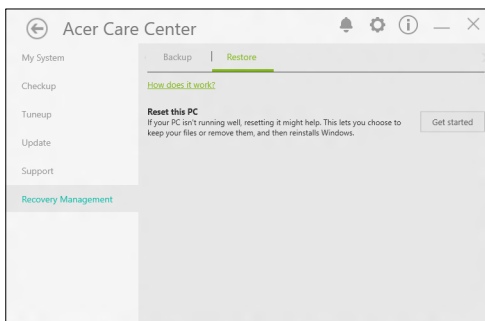 Acer Care Center
My System
Backup
Restore
Checkup
How does it work?
Tuneup
Reset this PC
If your PC isn't running well, resetting it might help. This lets you choose to
keep your files or remove them, and then reinstalls Windows.
Get started
Update
Support
Recovery Management